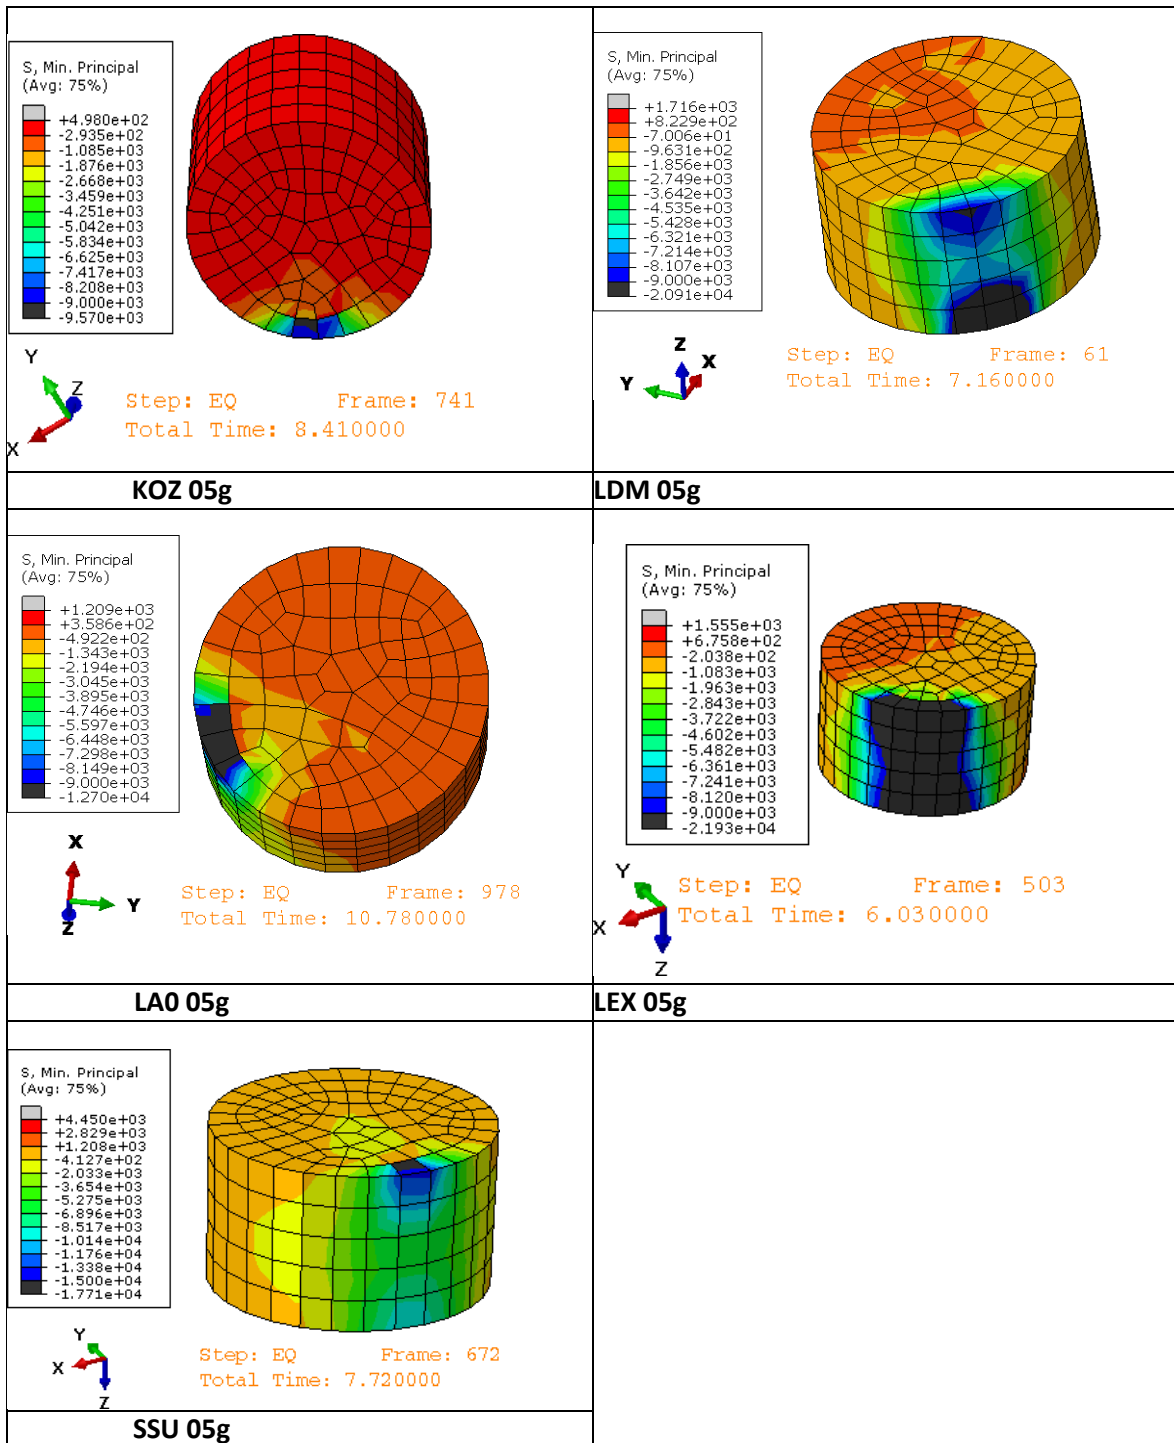 S, Min. Principal
(Avg: 75%)
+4.980e+02
-2.935e+02
-1.085e+03
-1.876e+03
-2.668e+03
-3.459e+03
-4.251e+03
-5.042e+03
-5.834e+03
-6.625e+03
-7.417e+03
-8.208e+03
-9.000e+03
-9.570e+03
Y
Z
X
Step: EQ Frame: 741
Total Time: 8.410000
KOZ 05g
S, Min. Principal
(Avg: 75%)
+1.716e+03
+8.229e+02
-7.006e+01
-9.631e+02
-1.856e+03
-2.749e+03
-3.642e+03
-4.535e+03
-5.428e+03
-6.321e+03
-7.214e+03
-8.107e+03
-9.000e+03
-2.091e+04
Z
X
Y
Step: EQ Frame: 61
Total Time: 7.160000
LDM 05g
S, Min. Principal
(Avg: 75%)
+1.209e+03
+3.586e+02
-4.922e+02
-1.343e+03
-2.194e+03
-3.045e+03
-3.895e+03
-4.746e+03
-5.597e+03
-6.448e+03
-7.298e+03
-8.149e+03
-9.000e+03
-1.270e+04
X
Y
Z
Step: EQ Frame: 978
Total Time: 10.780000
LA0 05g
S, Min. Principal
(Avg: 75%)
+1.555e+03
+6.758e+02
-2.038e+02
-1.083e+03
-1.963e+03
-2.843e+03
-3.722e+03
-4.602e+03
-5.482e+03
-6.361e+03
-7.241e+03
-8.120e+03
-9.000e+03
-2.193e+04
Y
X
Z
Step: EQ Frame: 503
Total Time: 6.030000
LEX 05g
S, Min. Principal
(Avg: 75%)
+4.450e+03
+2.829e+03
+1.208e+03
-4.127e+02
-2.033e+03
-3.654e+03
-5.275e+03
-6.896e+03
-8.517e+03
-1.014e+04
-1.176e+04
-1.338e+04
-1.500e+04
-1.771e+04
Y
X
Z
Step: EQ Frame: 672
Total Time: 7.720000
SSU 05g